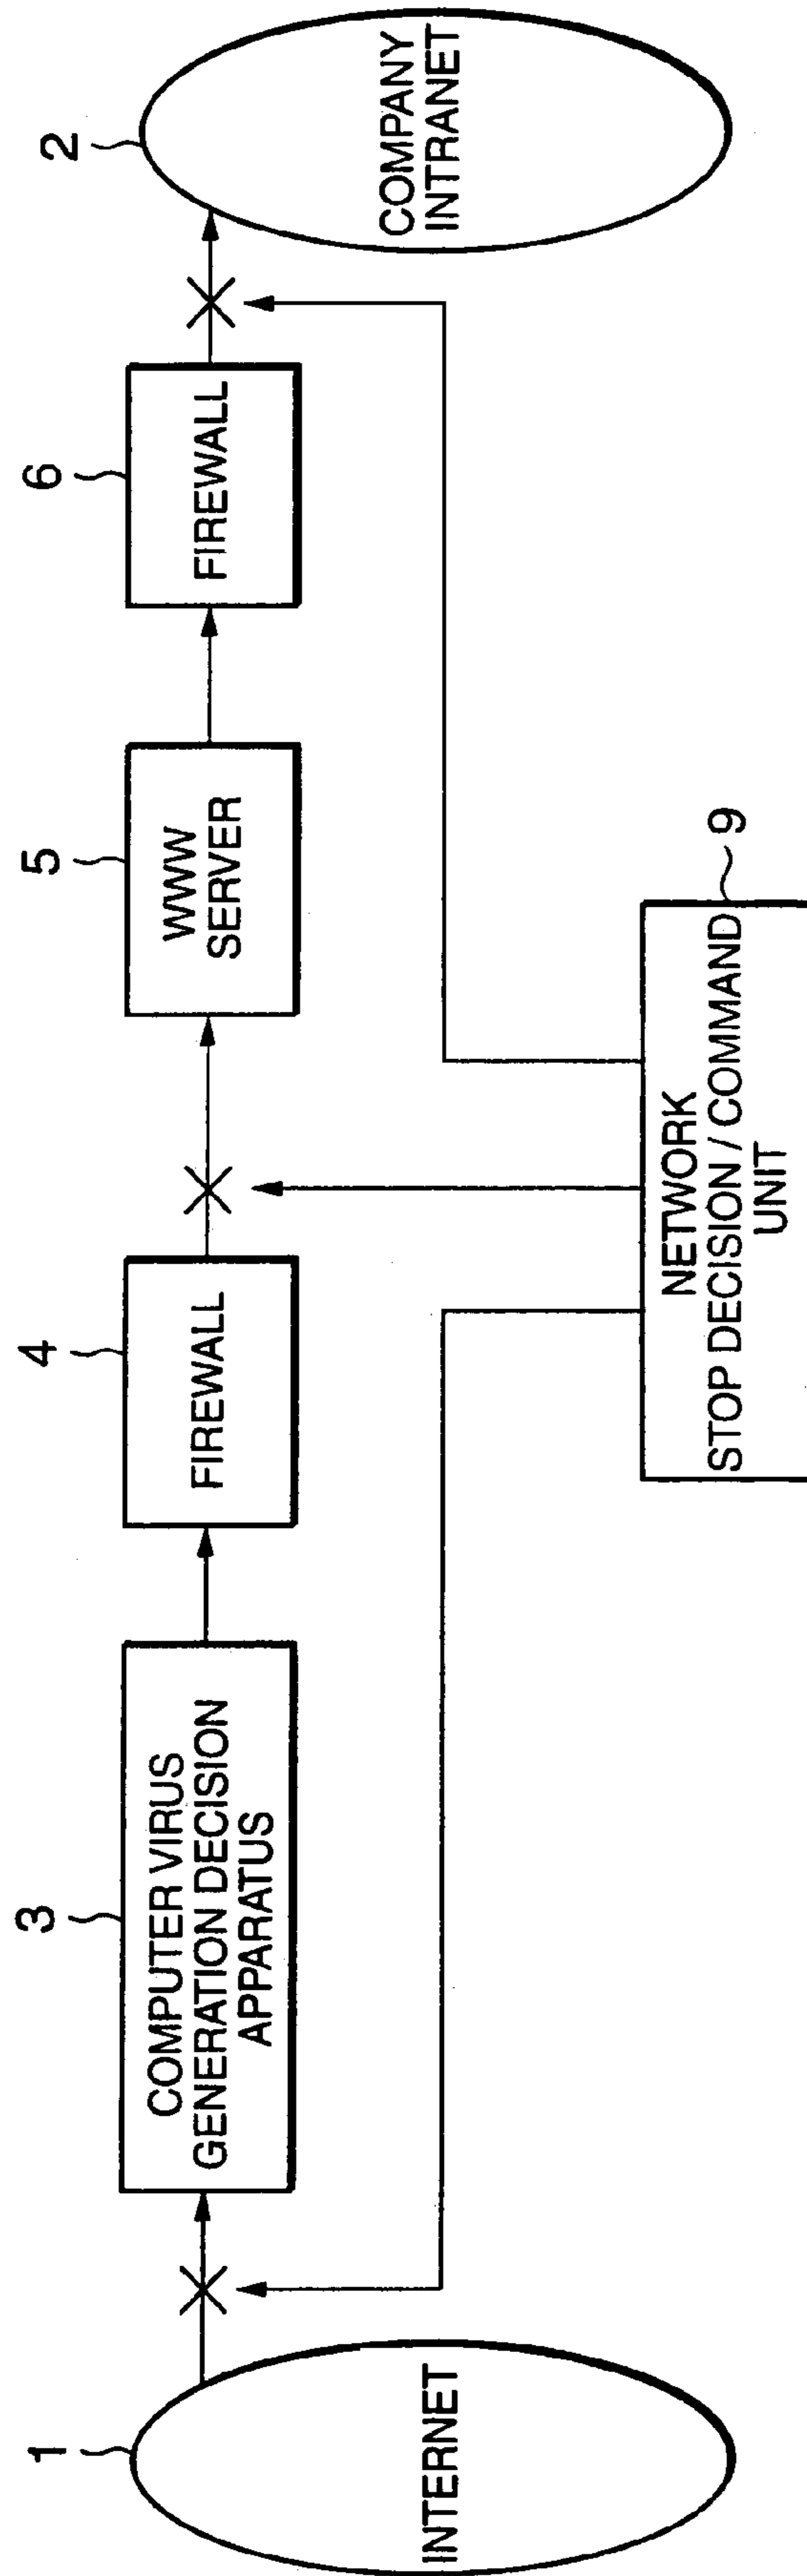 1
INTERNET
3
COMPUTER VIRUS
GENERATION DECISION
APPARATUS
4
FIREWALL
5
WWW
SERVER
6
FIREWALL
2
COMPANY
INTRANET
9
NETWORK
STOP DECISION / COMMAND
UNIT